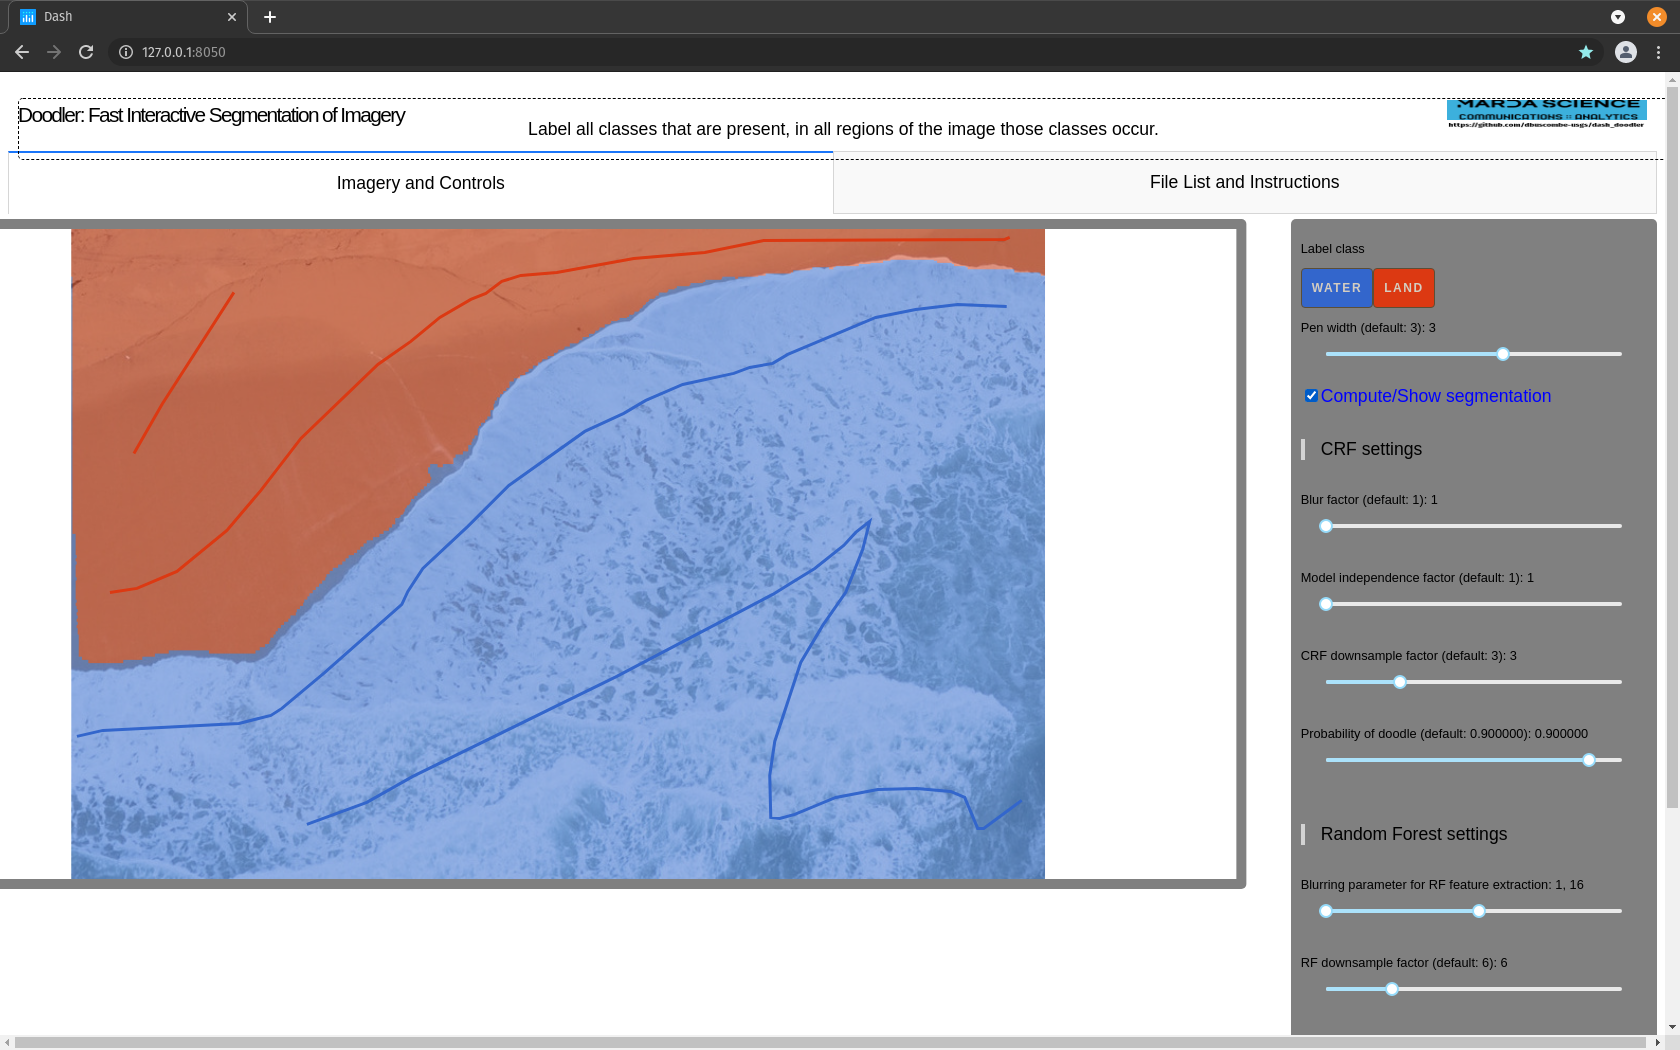 Dash
127.0.0.1:8050
Doodler: Fast Interactive Segmentation of Imagery
Label all classes that are present, in all regions of the image those classes occur.
MARDA SCIENCE
COMMUNICATIONS :: ANALYTICS
https://github.com/dbuscombe-usgs/dash_doodler
Imagery and Controls
File List and Instructions
Label class
WATER LAND
Pen width (default: 3): 3
Compute/Show segmentation
CRF settings
Blur factor (default: 1): 1
Model independence factor (default: 1): 1
CRF downsample factor (default: 3): 3
Probability of doodle (default: 0.900000): 0.900000
Random Forest settings
Blurring parameter for RF feature extraction: 1, 16
RF downsample factor (default: 6): 6